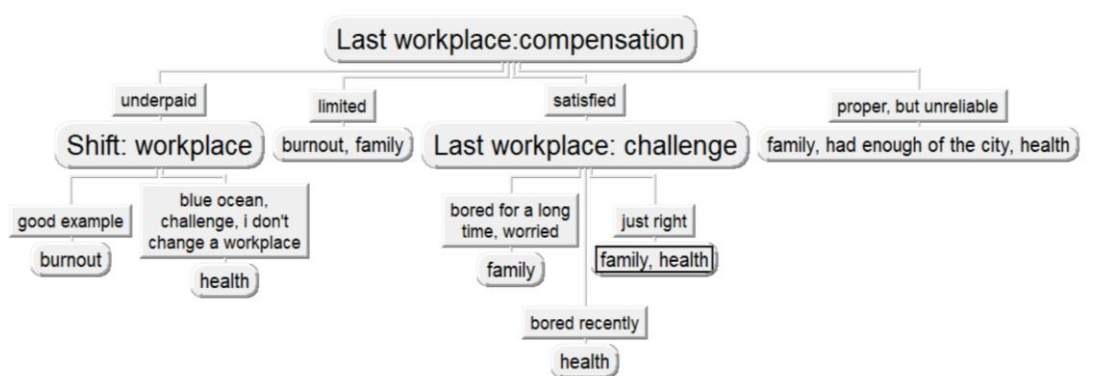 Last workplace:compensation
underpaid
limited
satisfied
proper, but unreliable
Shift: workplace
burnout, family
Last workplace: challenge
family, had enough of the city, health
good example
blue ocean,
challenge, i don't
change a workplace
bored for a long
time, worried
just right
burnout
health
family
family, health
bored recently
health